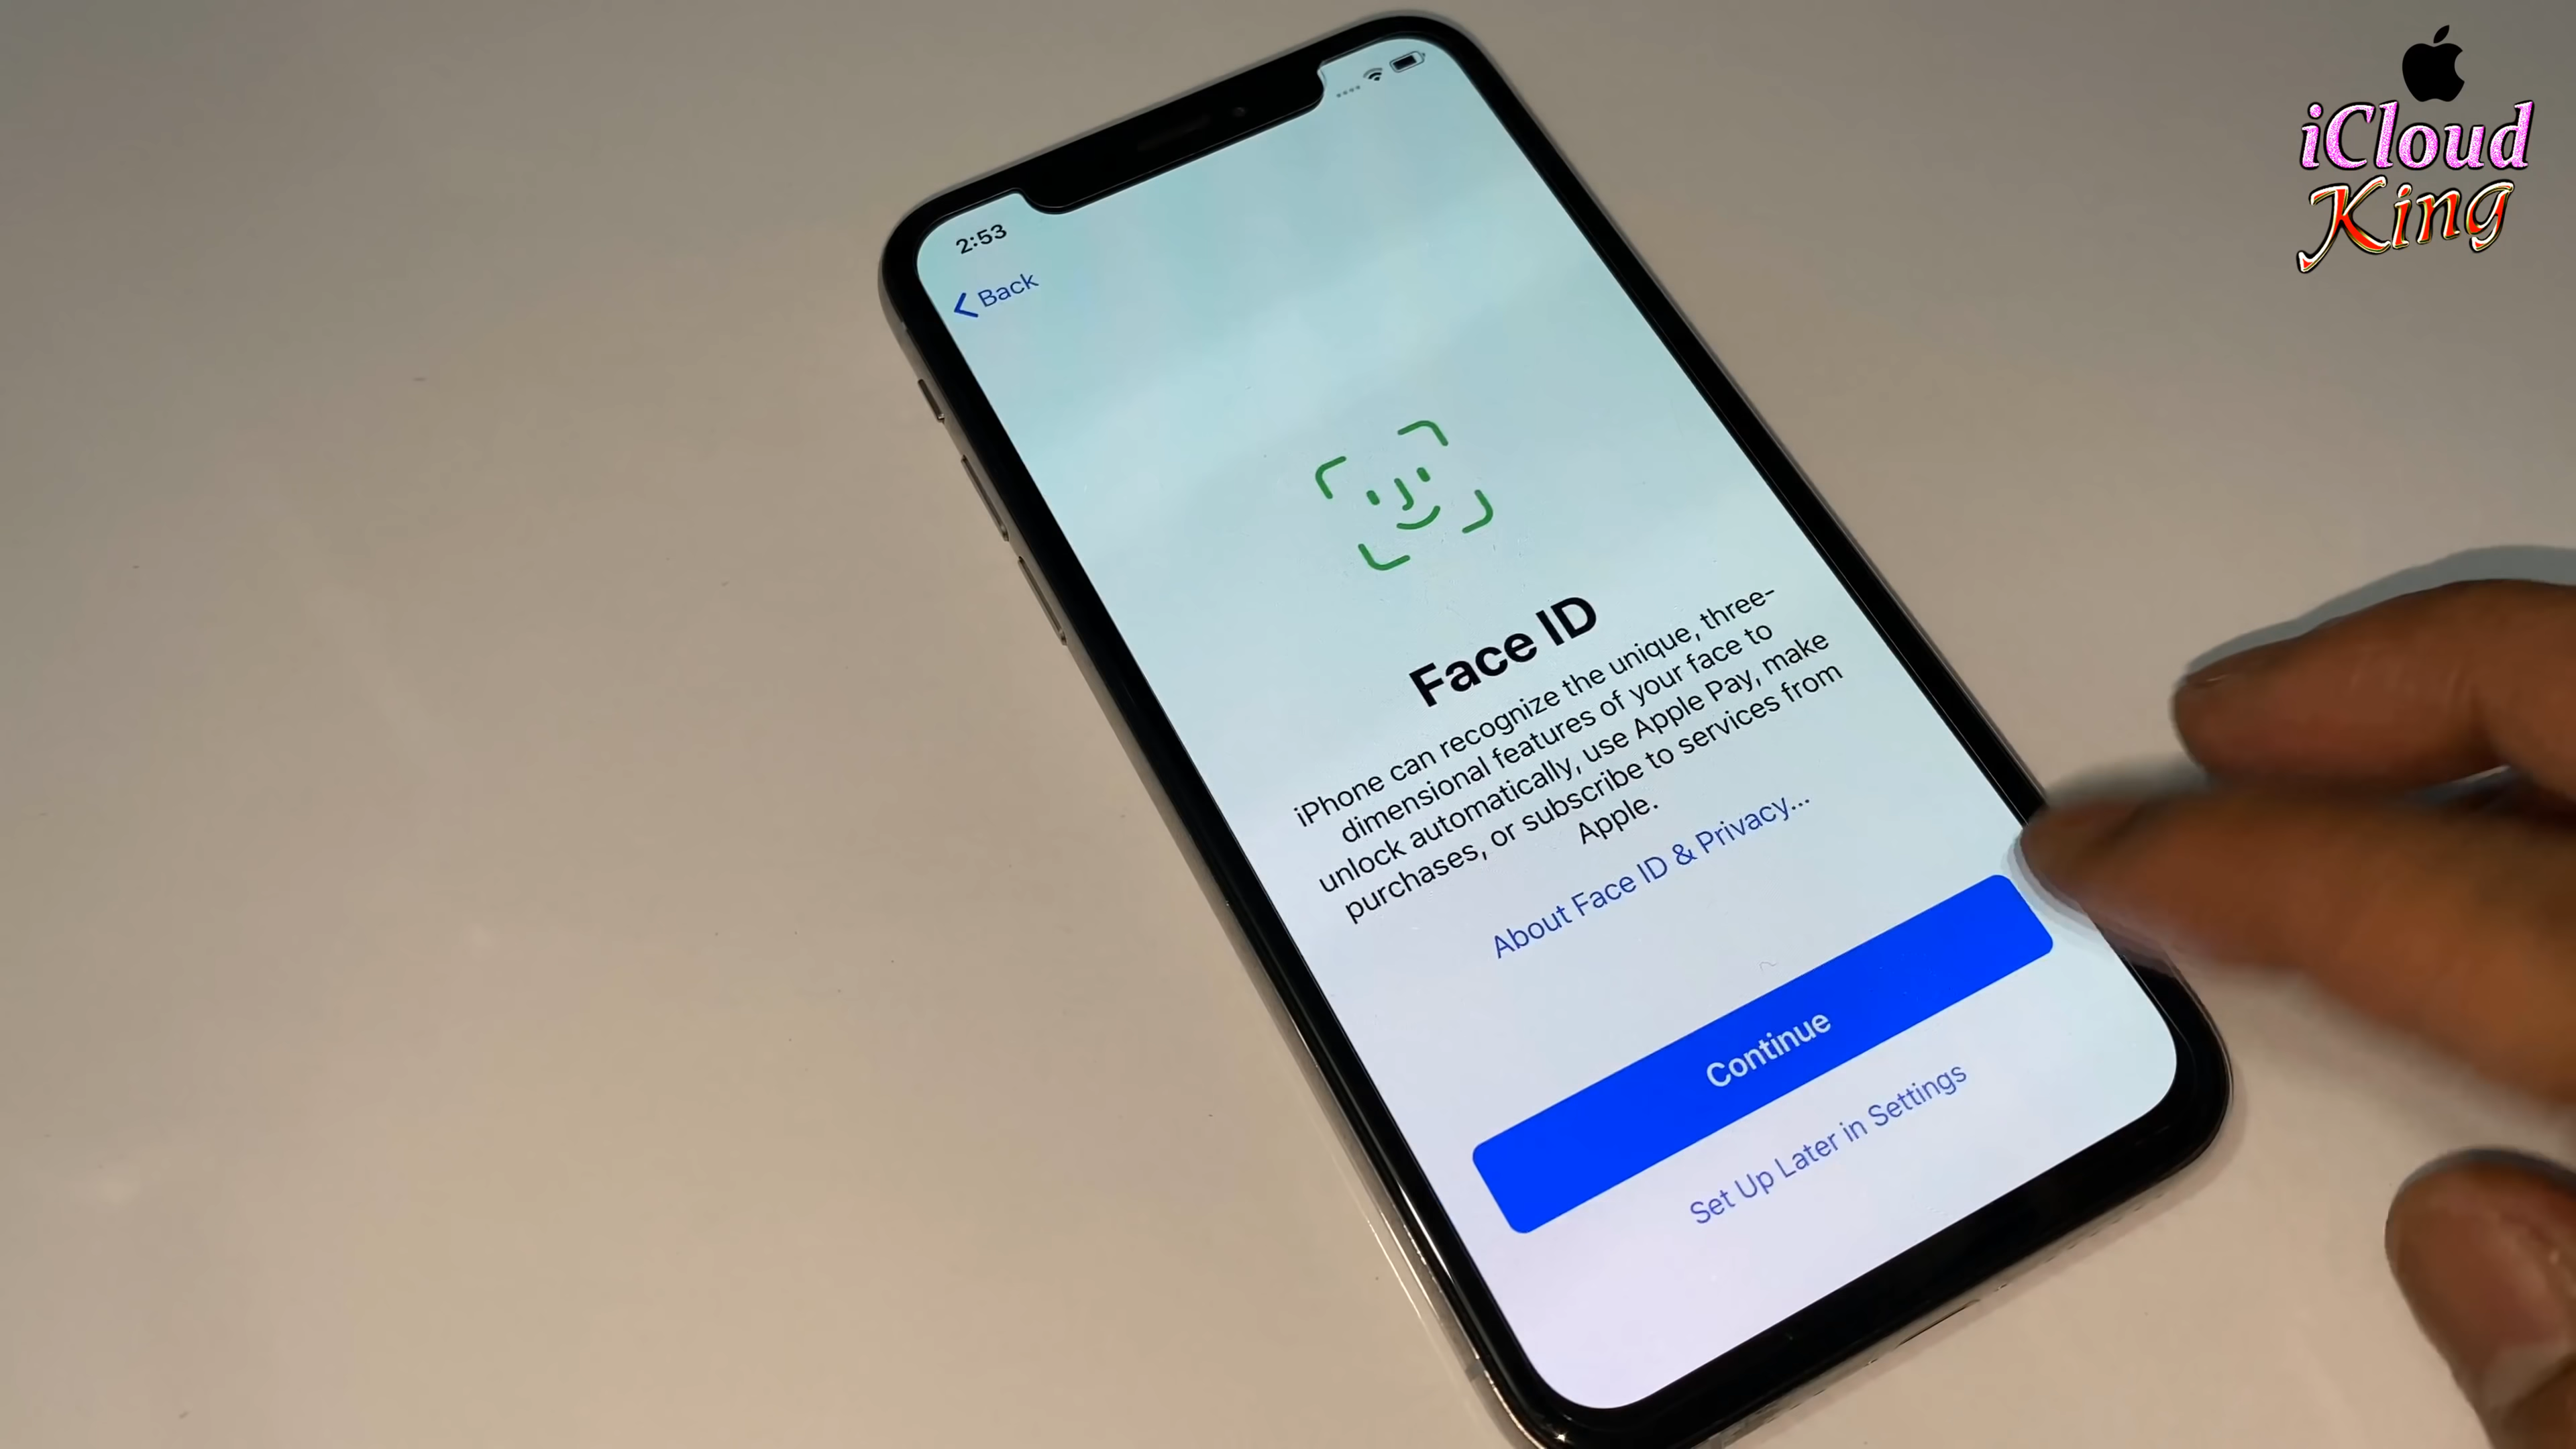 iCloud
King
2:53
Back
Face ID
iPhone can recognize the unique, three-
dimensional features of your face to
unlock automatically, use Apple Pay, make
purchases, or subscribe to services from
Apple.
About Face ID & Privacy...
Continue
Set Up Later in Settings